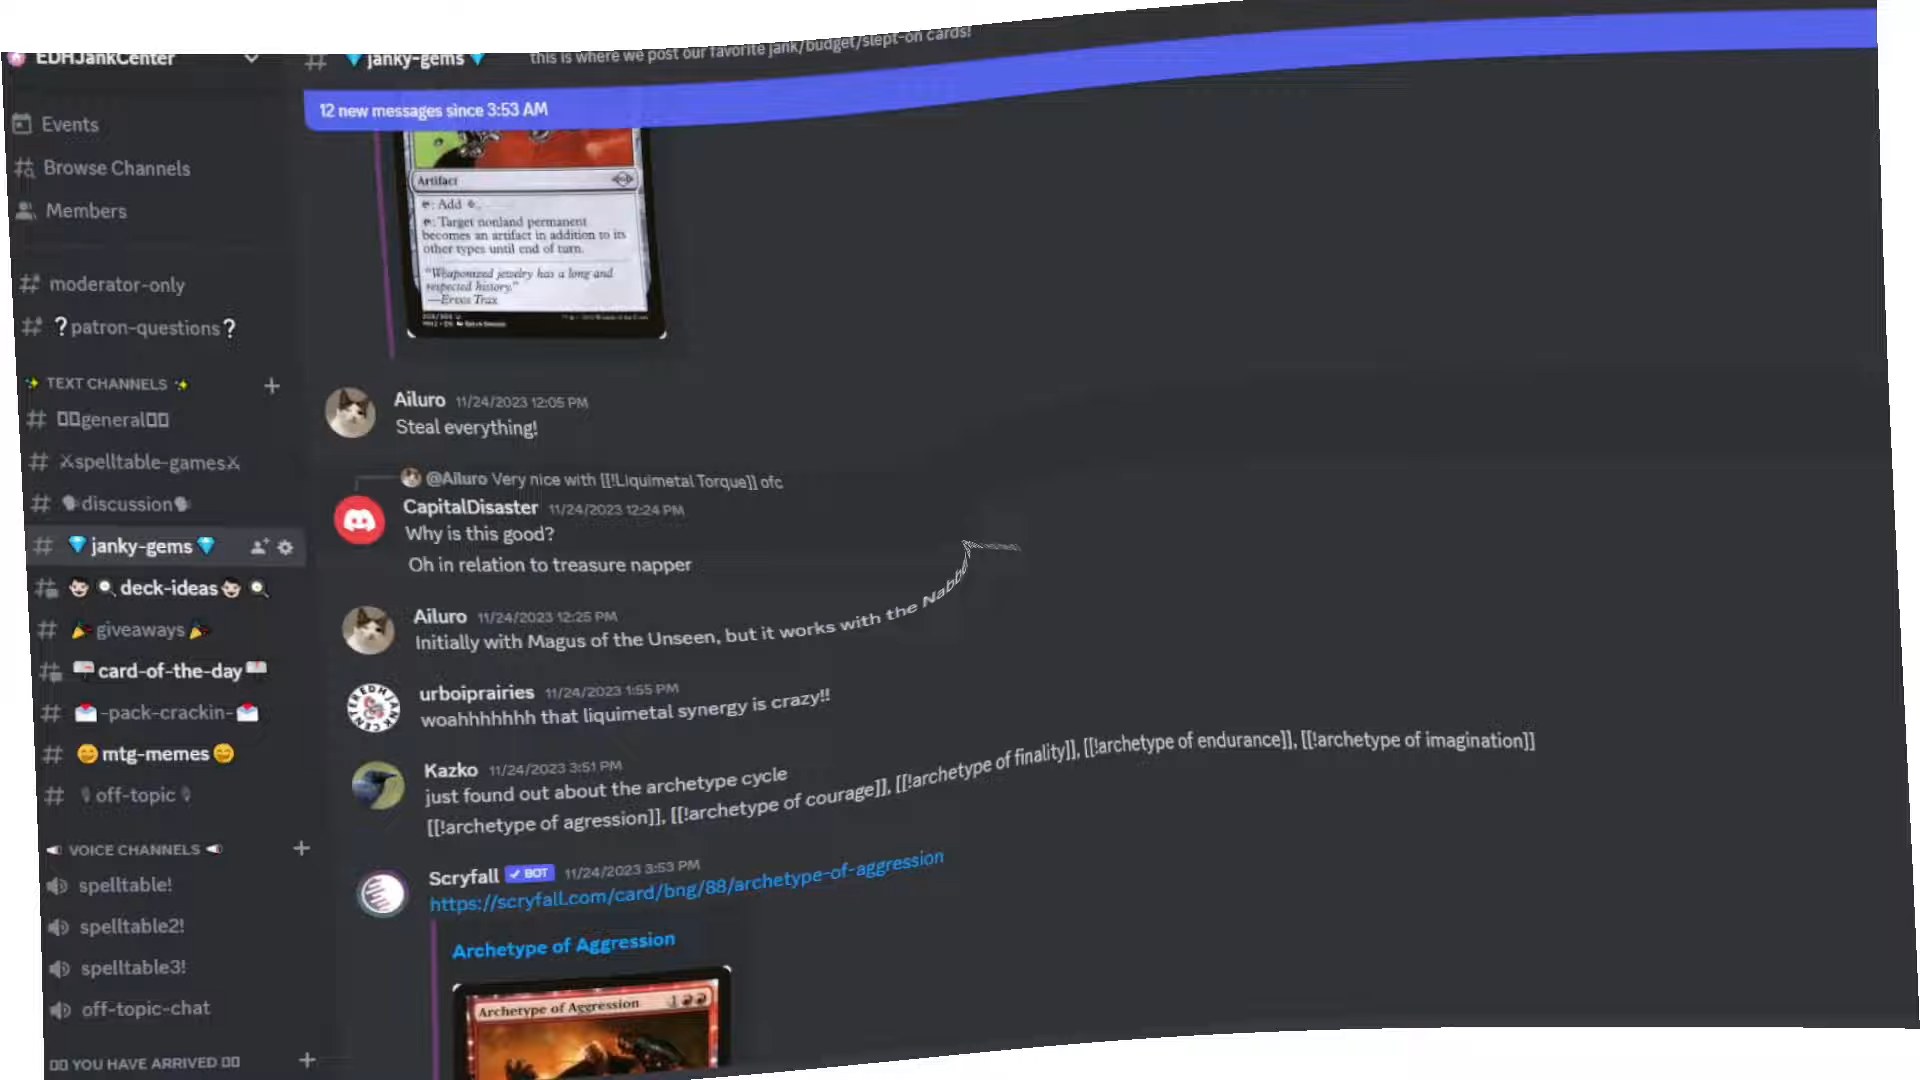 EDHJankCenter
Events
Browse Channels
Members
moderator-only
?patron-questions?
TEXT CHANNELS
general
spelltable-games
discussion
janky-gems
deck-ideas
giveaways
card-of-the-day
-pack-crackin-
mtg-memes
off-topic
VOICE CHANNELS
spelltable!
spelltable2!
spelltable3!
off-topic-chat
YOU HAVE ARRIVED
janky-gems this is where we post our favorite jank/budget/slept-on cards!
12 new messages since 3:53 AM
Artifact
: Add
: Target nonland permanent
becomes an artifact in addition to its
other types until end of turn.
"Weaponized jewelry has a long and
respected history."
—Ervos Trax
Ailuro 11/24/2023 12:05 PM
Steal everything!
@Ailuro Very nice with [[!Liquimetal Torque]] ofc
CapitalDisaster 11/24/2023 12:24 PM
Why is this good?
Oh in relation to treasure napper
Ailuro 11/24/2023 12:25 PM
Initially with Magus of the Unseen, but it works with the
urboiprairies 11/24/2023 1:55 PM
woahhhhhhh that liquimetal synergy is crazy!!
Kazko 11/24/2023 3:51 PM
just found out about the archetype cycle
[[!archetype of agression]], [[!archetype of courage]], [[!archetype of finality]], [[!archetype of endurance]], [[!archetype of imagination]]
Scryfall BOT 11/24/2023 3:53 PM
https://scryfall.com/card/bng/88/archetype-of-aggression
Archetype of Aggression
Archetype of Aggression 1